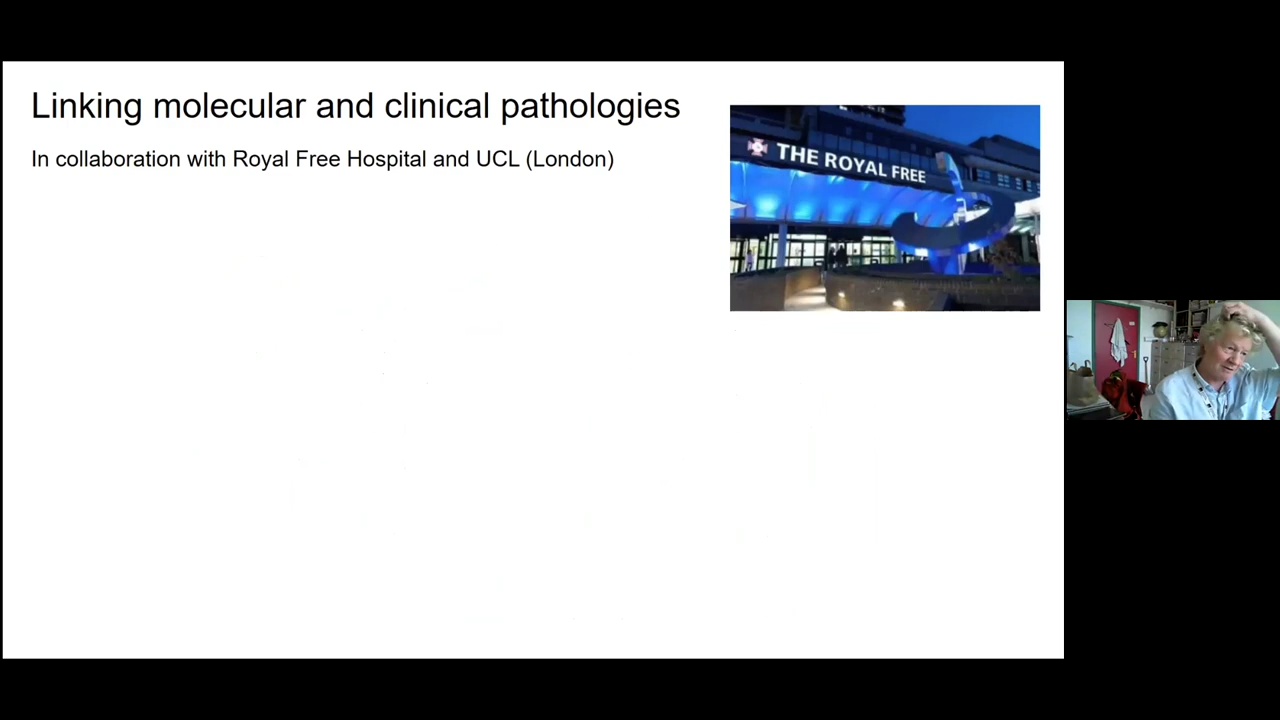 Linking molecular and clinical pathologies
In collaboration with Royal Free Hospital and UCL (London)
THE ROYAL FREE